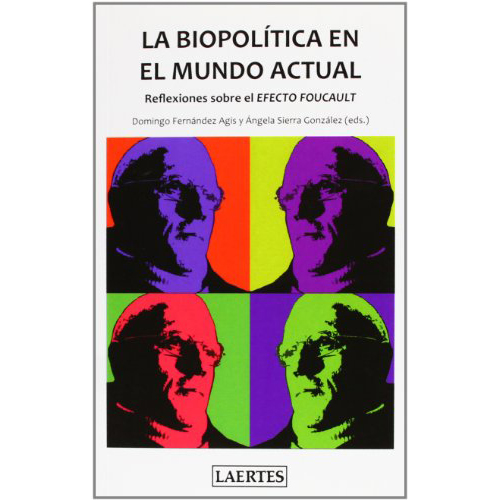 LA BIOPOLÍTICA EN
EL MUNDO ACTUAL
Reflexiones sobre el EFECTO FOUCAULT
Domingo Fernández Agis y Ángela Sierra González (eds.)
LAERTES